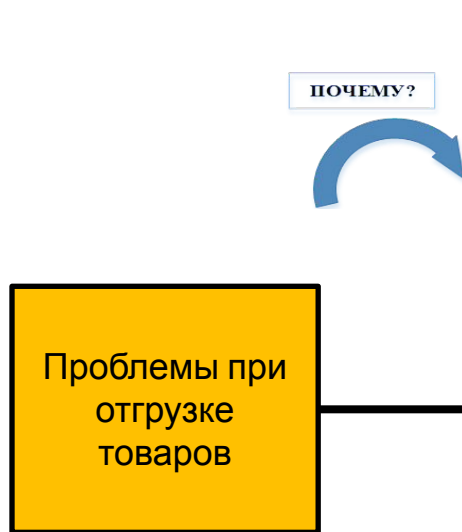 ПОЧЕМУ?
Проблемы при
отгрузке
товаров